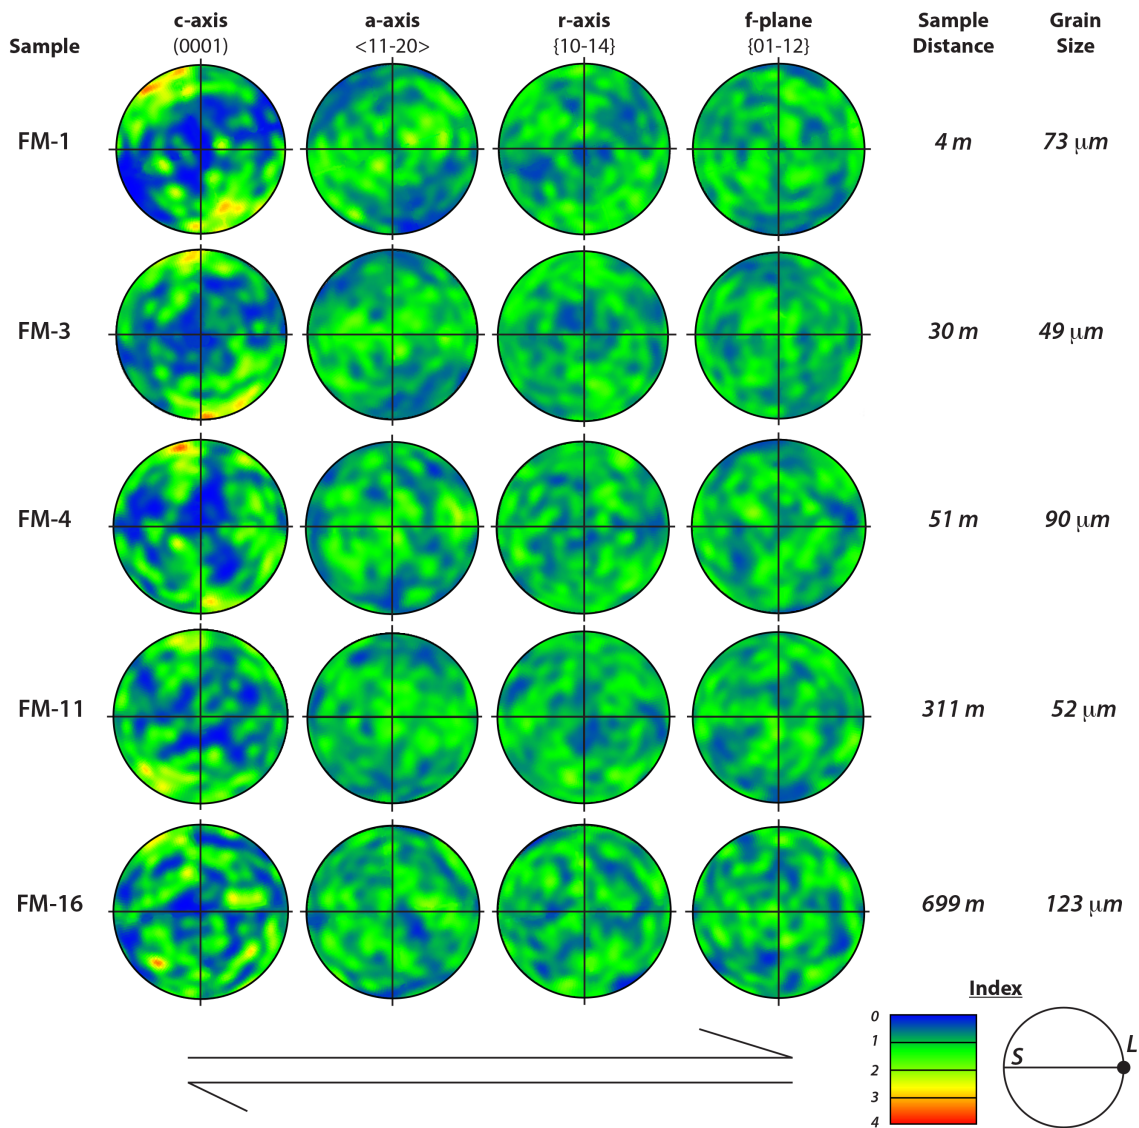 c-axis a-axis r-axis f-plane Sample Grain
Sample (0001) <11-20> {10-14} {01-12} Distance Size
FM-1 4 m 73 µm
FM-3 30 m 49 µm
FM-4 51 m 90 µm
FM-11 311 m 52 µm
FM-16 699 m 123 µm
Index
0
1
2
3
4
S L